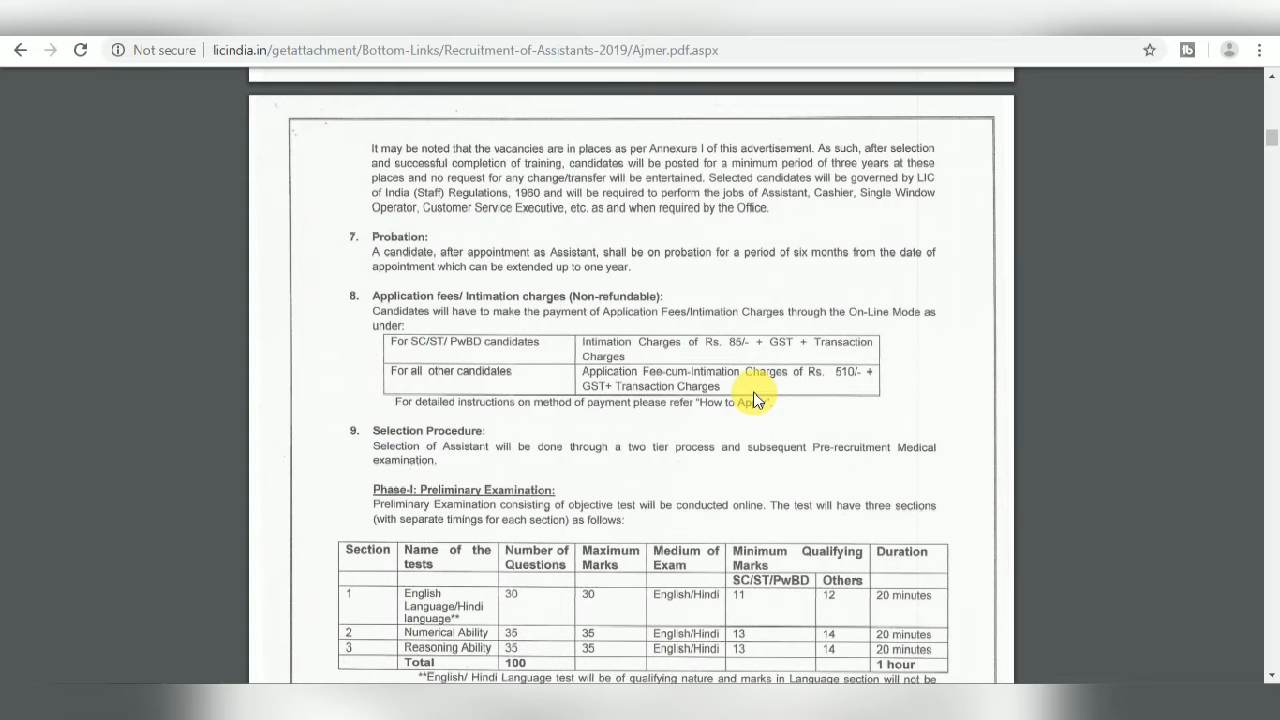 Not secure licindia.in/getattachment/Bottom-Links/Recruitment-of-Assistants-2019/Ajmer.pdf.aspx
It may be noted that the vacancies are in places as per Annexure I of this advertisement. As such, after selection
and successful completion of training, candidates will be posted for a minimum period of three years at these
places and no request for any change/transfer will be entertained. Selected candidates will be governed by LIC
of India (Staff) Regulations, 1960 and will be required to perform the jobs of Assistant, Cashier, Single Window
Operator, Customer Service Executive, etc. as and when required by the Office.
7. Probation:
A candidate, after appointment as Assistant, shall be on probation for a period of six months from the date of
appointment which can be extended up to one year.
8. Application fees/ Intimation charges (Non-refundable):
Candidates will have to make the payment of Application Fees/Intimation Charges through the On-Line Mode as
under:
For SC/ST/ PwBD candidates Intimation Charges of Rs. 85/- + GST + Transaction
Charges
For all other candidates Application Fee-cum-Intimation Charges of Rs. 510/- +
GST+ Transaction Charges
For detailed instructions on method of payment please refer "How to
9. Selection Procedure:
Selection of Assistant will be done through a two tier process and subsequent Pre-recruitment Medical
examination.
Phase-I: Preliminary Examination:
Preliminary Examination consisting of objective test will be conducted online. The test will have three sections
(with separate timings for each section) as follows:
Section Name of the Number of Maximum Medium of Minimum Qualifying Duration
tests Questions Marks Exam Marks
SC/ST/PwBD Others
1 English 30 30 English/Hindi 11 12 20 minutes
Language/Hindi
language**
2 Numerical Ability 35 35 English/Hindi 13 14 20 minutes
3 Reasoning Ability 35 35 English/Hindi 13 14 20 minutes
Total 100 1 hour
**English/ Hindi Language test will be of qualifying nature and marks in Language section will not be